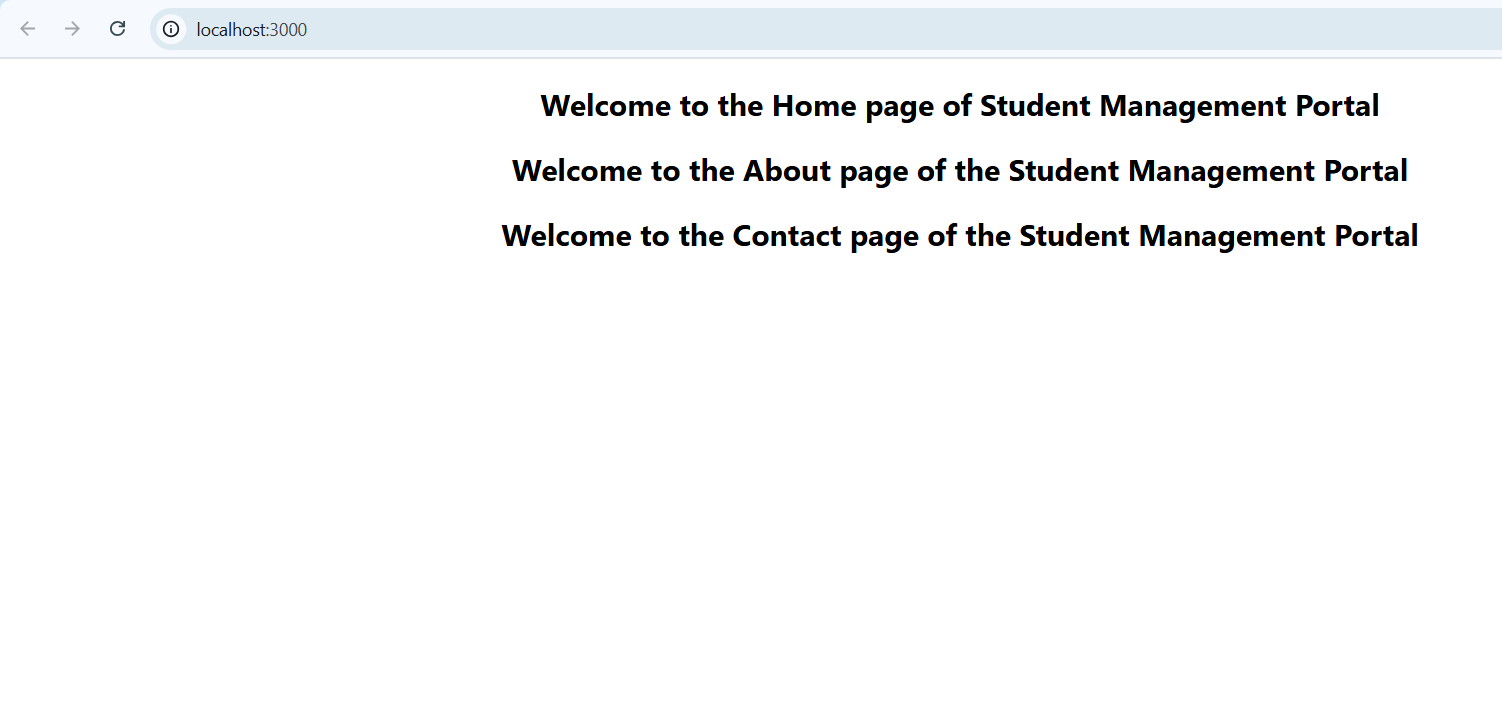 localhost:3000
Welcome to the Home page of Student Management Portal
Welcome to the About page of the Student Management Portal
Welcome to the Contact page of the Student Management Portal